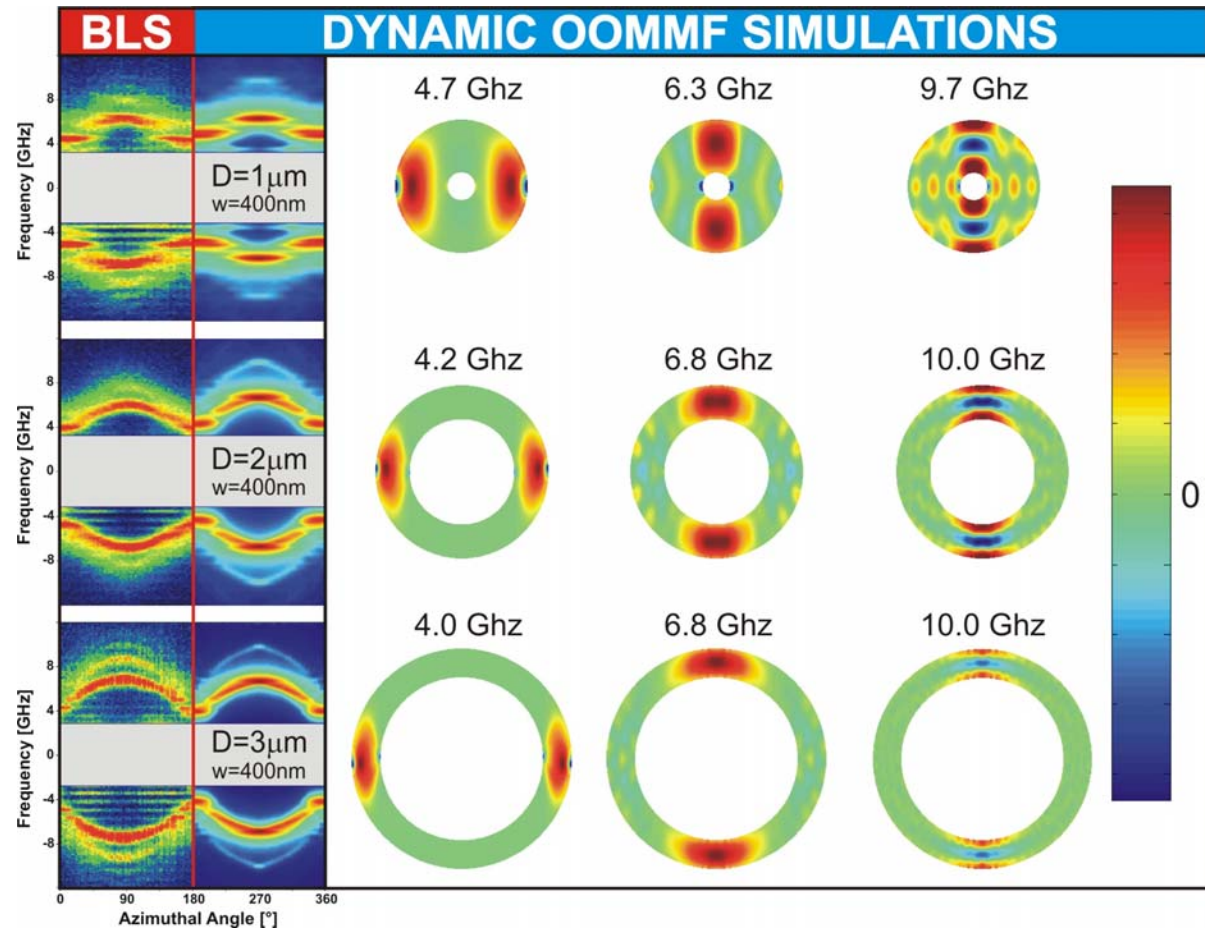 BLS DYNAMIC OOMMF SIMULATIONS
Frequency [GHz]
8
4
0
-4
-8
D=1μm
w=400nm
4.7 Ghz 6.3 Ghz 9.7 Ghz
Frequency [GHz]
8
4
0
-4
-8
D=2μm
w=400nm
4.2 Ghz 6.8 Ghz 10.0 Ghz
0
Frequency [GHz]
8
4
0
-4
-8
D=3μm
w=400nm
4.0 Ghz 6.8 Ghz 10.0 Ghz
0 90 180 270 360
Azimuthal Angle [°]